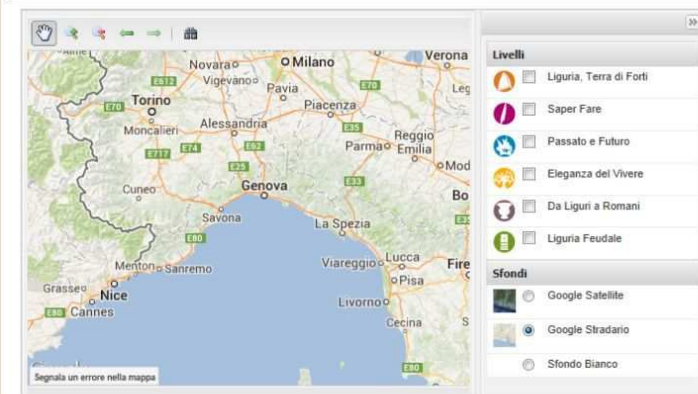 Novara
Milano
Verona
E612
Vigevano
Pavia
E70
Leg
E70
Torino
Piacenza
Moncalieri
Alessandria
E35
Reggio
Emilia
Parma
E717
E74
E62
Mod
E25
Cuneo
Genova
E33
Bo
Savona
La Spezia
E80
Viareggio
Lucca
Fire
Menton
Sanremo
Pisa
Grasse
Nice
Livorno
E80
Cannes
Cecina
S
E80
Segnala un errore nella mappa
Livelli
Liguria, Terra di Forti
Saper Fare
Passato e Futuro
Eleganza del Vivere
Da Liguri a Romani
Liguria Feudale
Sfondi
Google Satellite
Google Stradario
Sfondo Bianco